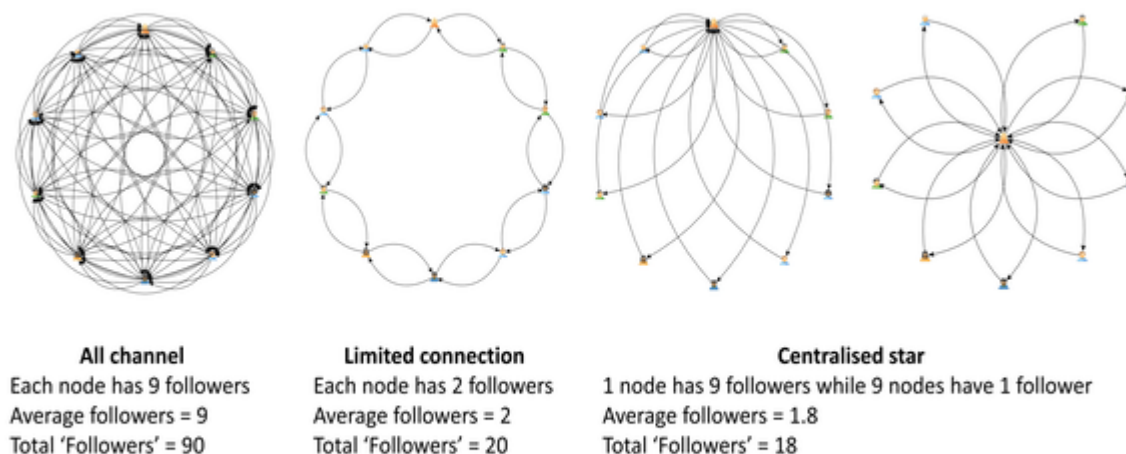 All channel
Each node has 9 followers
Average followers = 9
Total ‘Followers’ = 90
Limited connection
Each node has 2 followers
Average followers = 2
Total ‘Followers’ = 20
Centralised star
1 node has 9 followers while 9 nodes have 1 follower
Average followers = 1.8
Total ‘Followers’ = 18